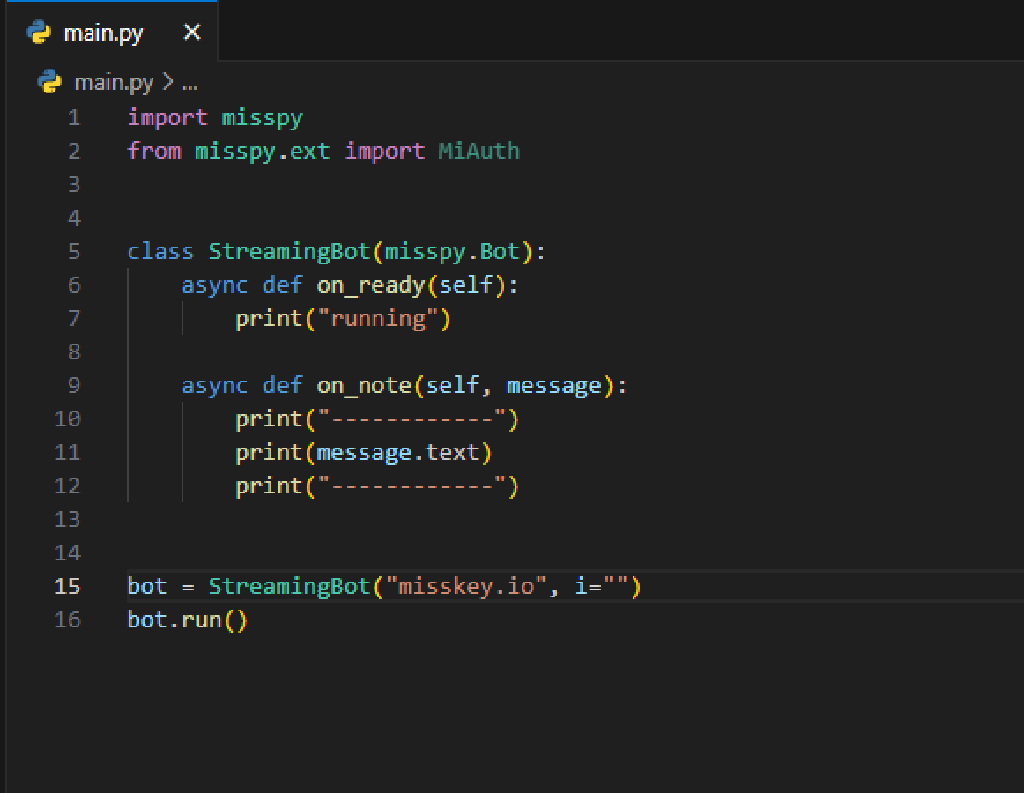 main.py ×
main.py > ...
1 import misspy
2 from misspy.ext import MiAuth
3
4
5 class StreamingBot(misspy.Bot):
6     async def on_ready(self):
7         print("running")
8
9     async def on_note(self, message):
10         print("------------")
11         print(message.text)
12         print("------------")
13
14
15 bot = StreamingBot("misskey.io", i="")
16 bot.run()